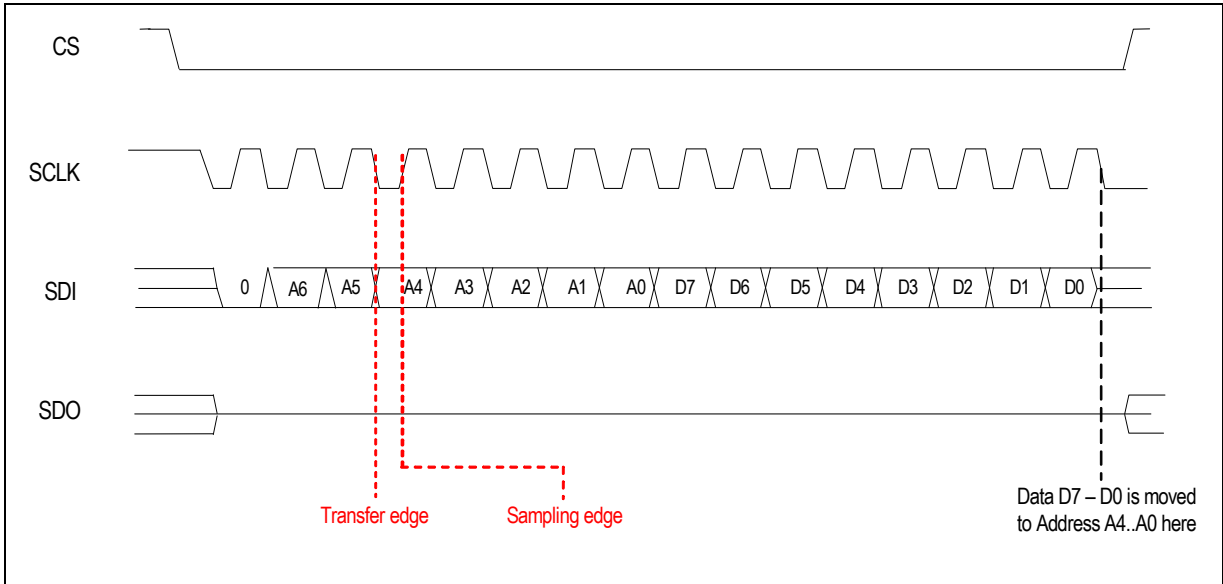 CS
SCLK
SDI 0 A6 A5 A4 A3 A2 A1 A0 D7 D6 D5 D4 D3 D2 D1 D0
SDO
Transfer edge Sampling edge
Data D7 – D0 is moved
to Address A4..A0 here